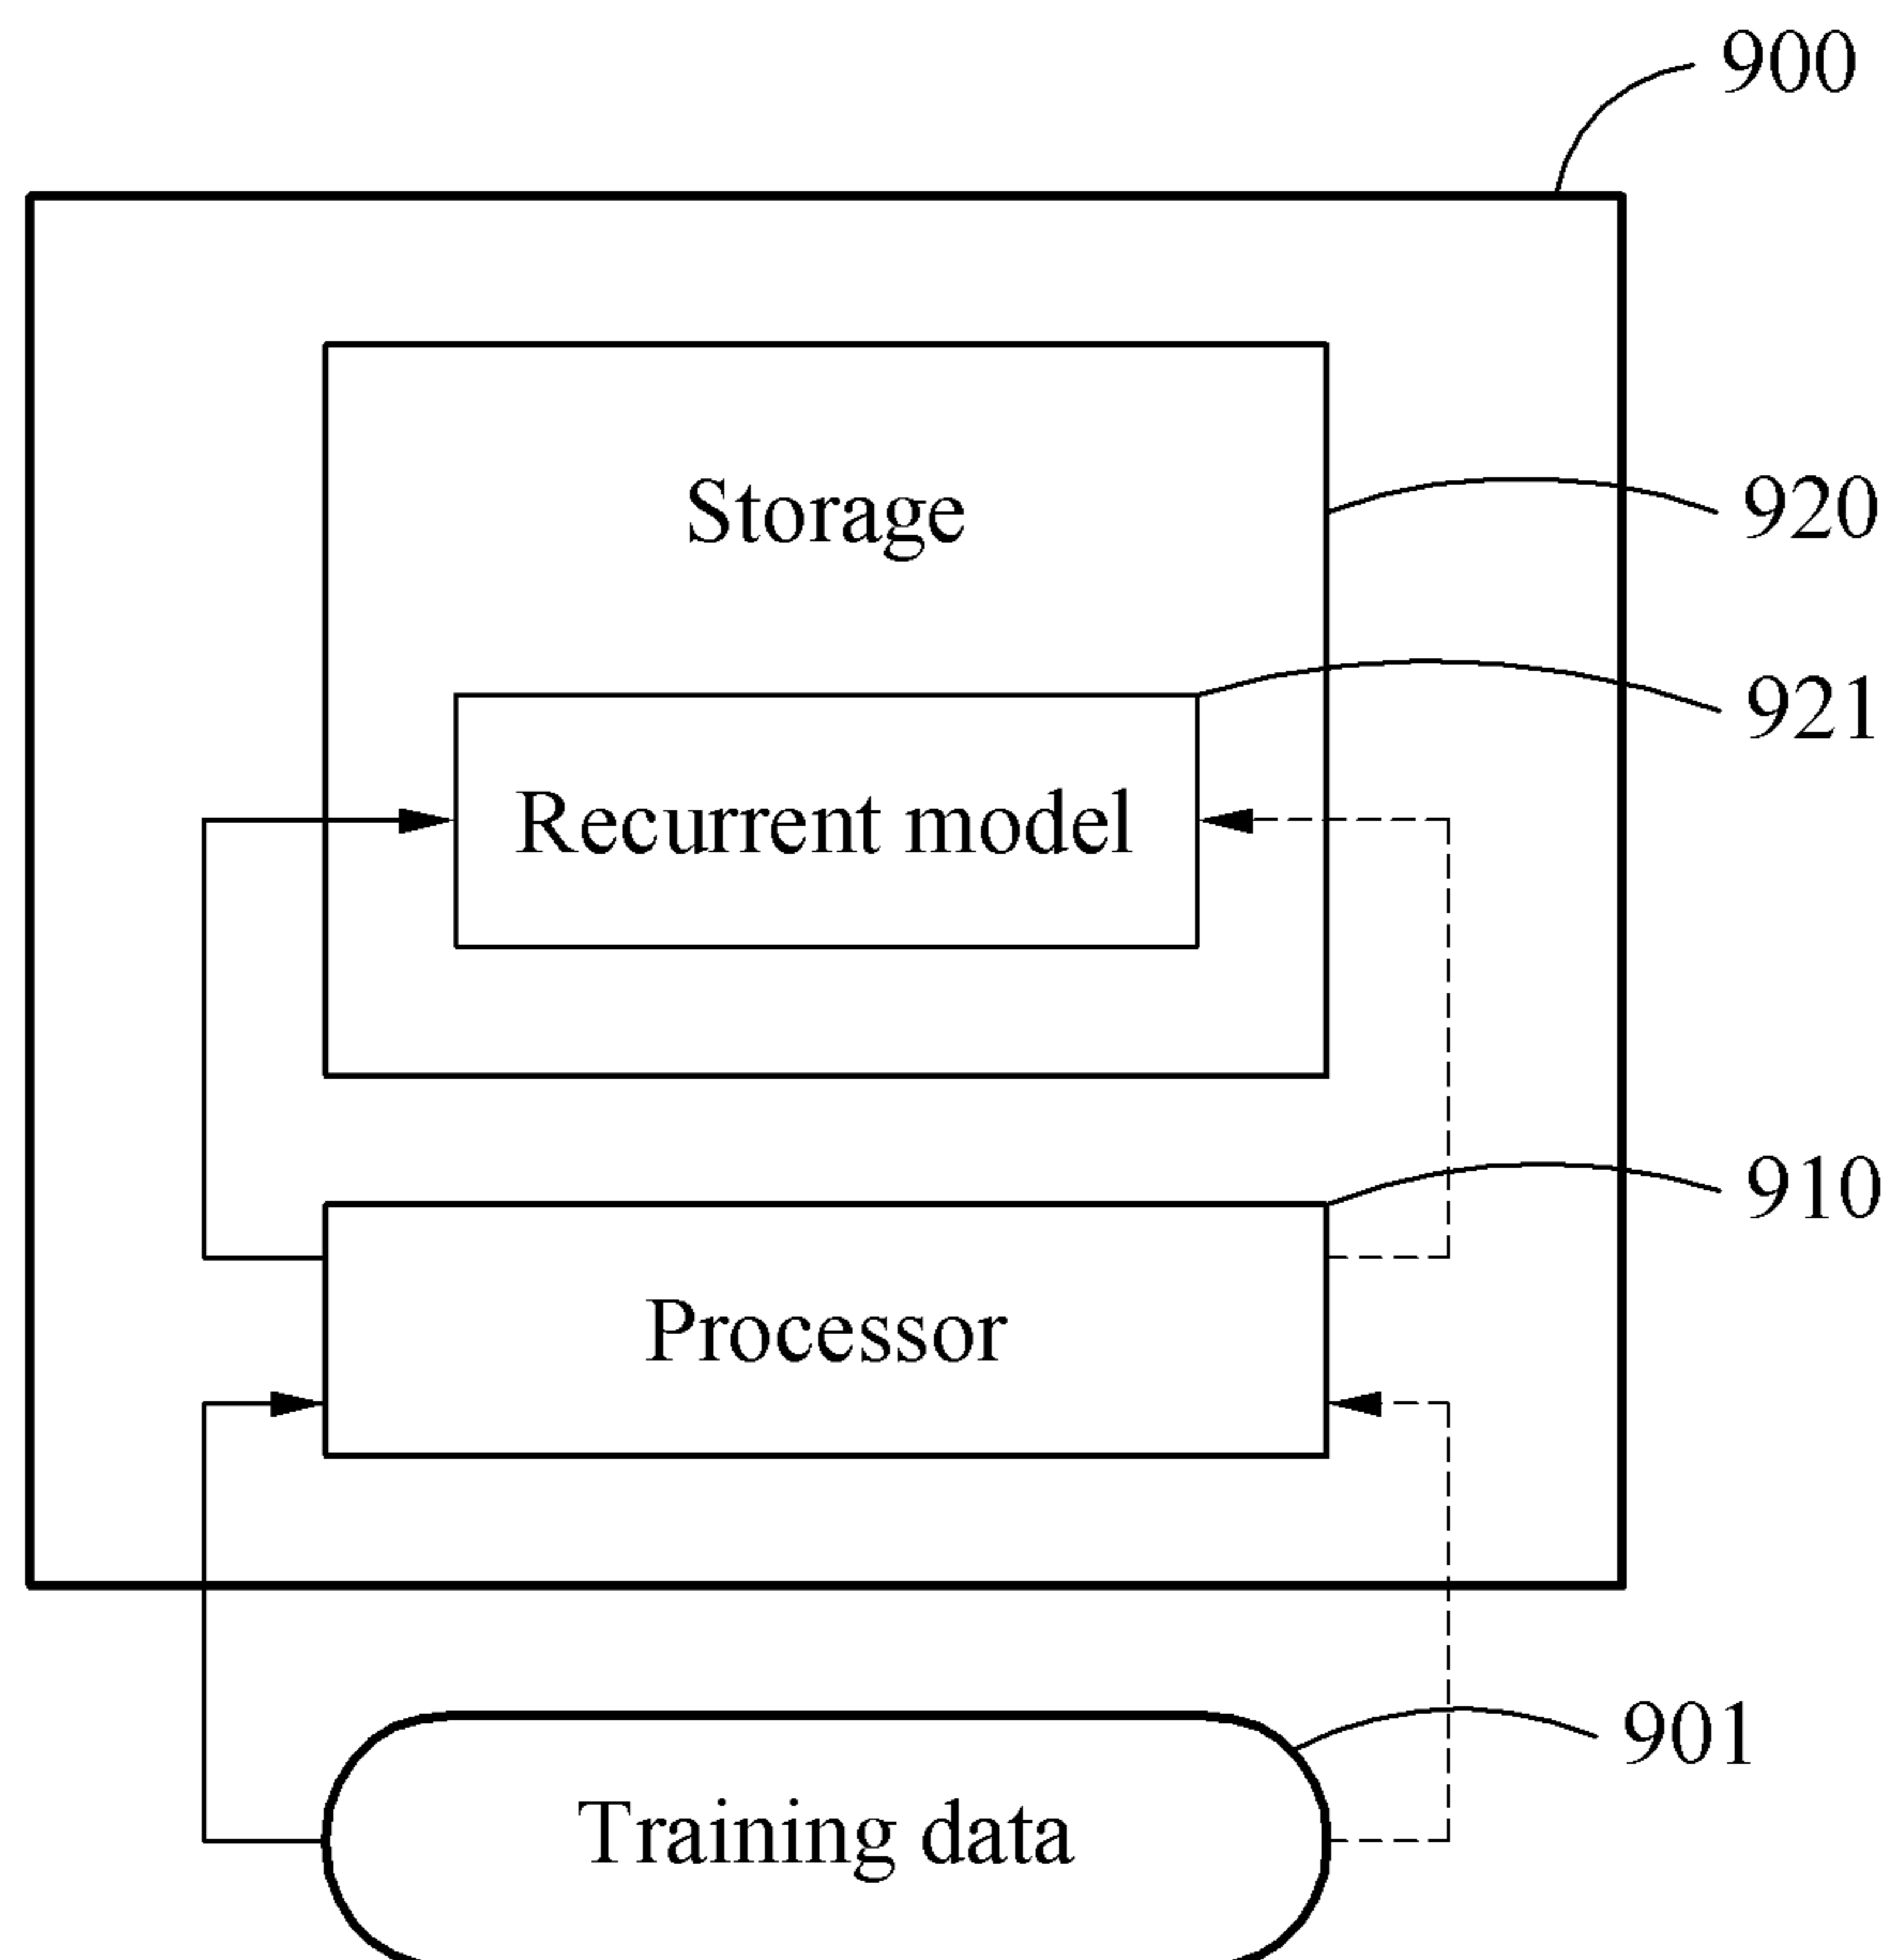 900
Storage
920
921
Recurrent model
910
Processor
901
Training data